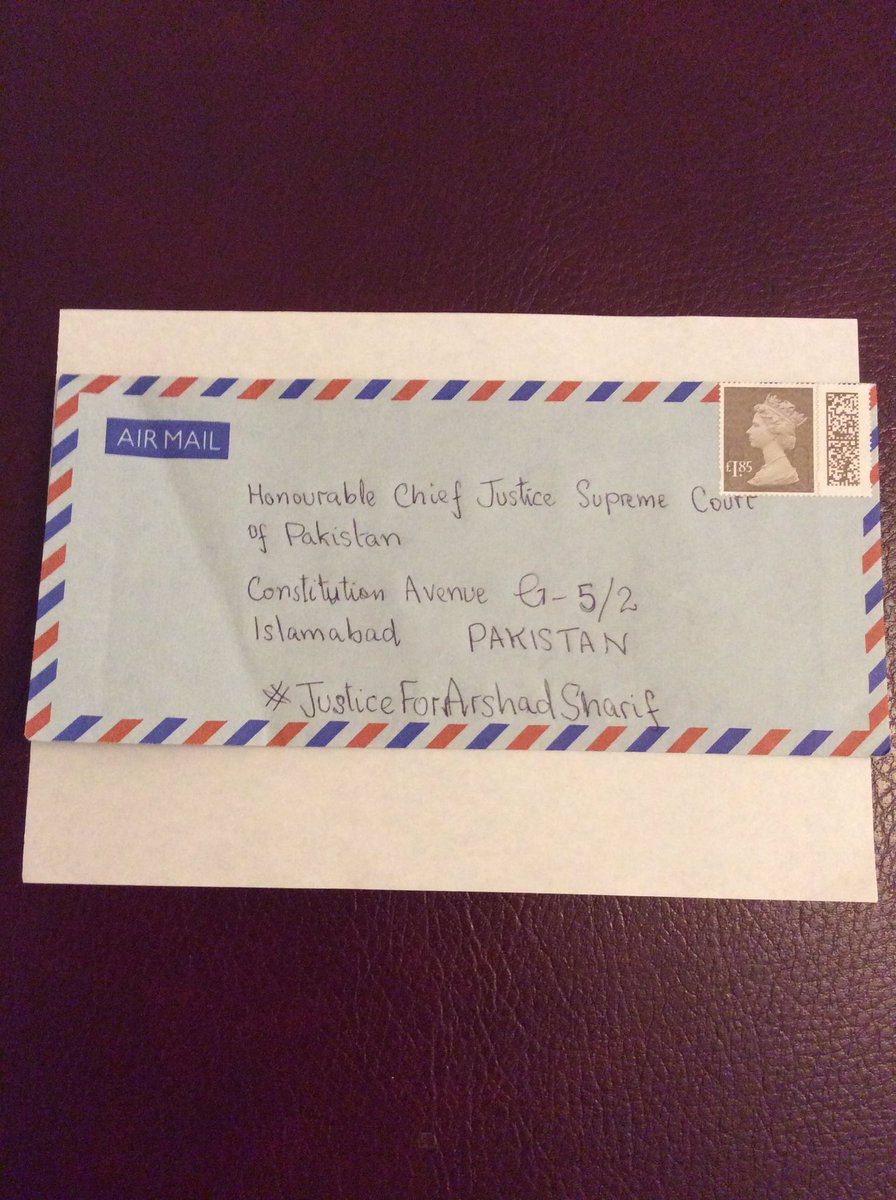 AIR MAIL
£1.85
Honourable Chief Justice Supreme Court
of Pakistan
Constitution Avenue G-5/2
Islamabad PAKISTAN
#JusticeForArshadSharif